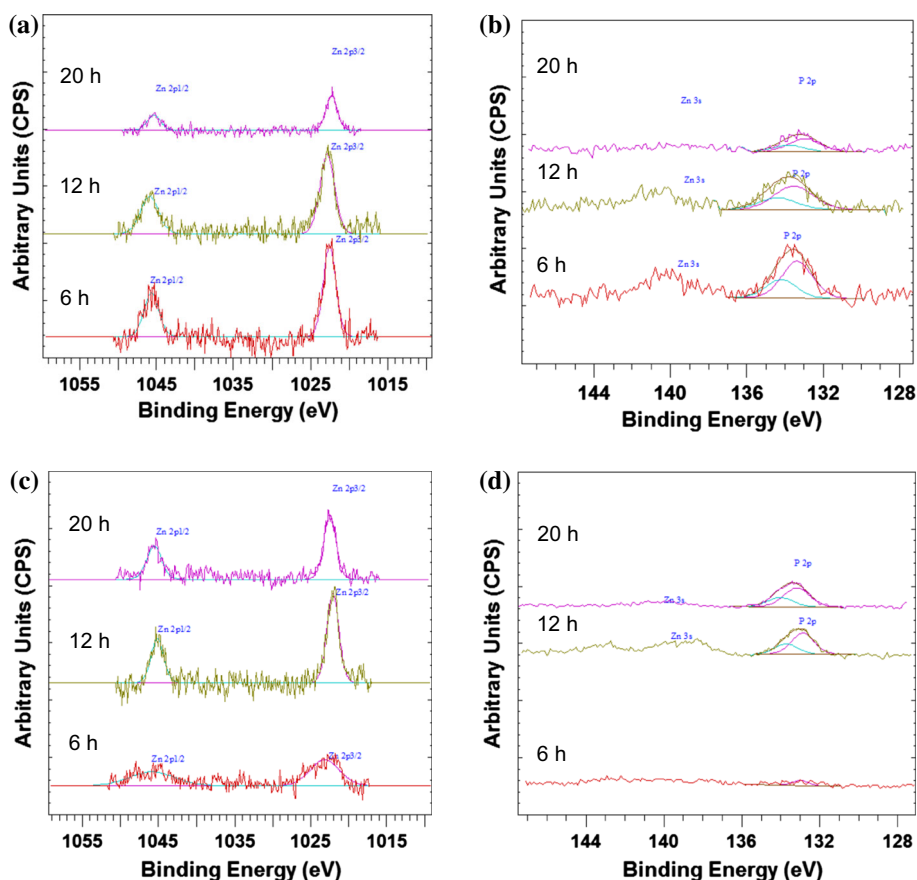 (a)
Arbitrary Units (CPS)
20 h
Zn 2p1/2
Zn 2p3/2
12 h
Zn 2p1/2
Zn 2p3/2
6 h
Zn 2p1/2
Zn 2p3/2
1055 1045 1035 1025 1015
Binding Energy (eV)
(b)
Arbitrary Units (CPS)
20 h
Zn 3s
P 2p
12 h
Zn 3s
P 2p
6 h
Zn 3s
P 2p
144 140 136 132 128
Binding Energy (eV)
(c)
Arbitrary Units (CPS)
20 h
Zn 2p1/2
Zn 2p3/2
12 h
Zn 2p1/2
Zn 2p3/2
6 h
Zn 2p1/2
Zn 2p3/2
1055 1045 1035 1025 1015
Binding Energy (eV)
(d)
Arbitrary Units (CPS)
20 h
Zn 3s
P 2p
12 h
Zn 3s
P 2p
6 h
144 140 136 132 128
Binding Energy (eV)